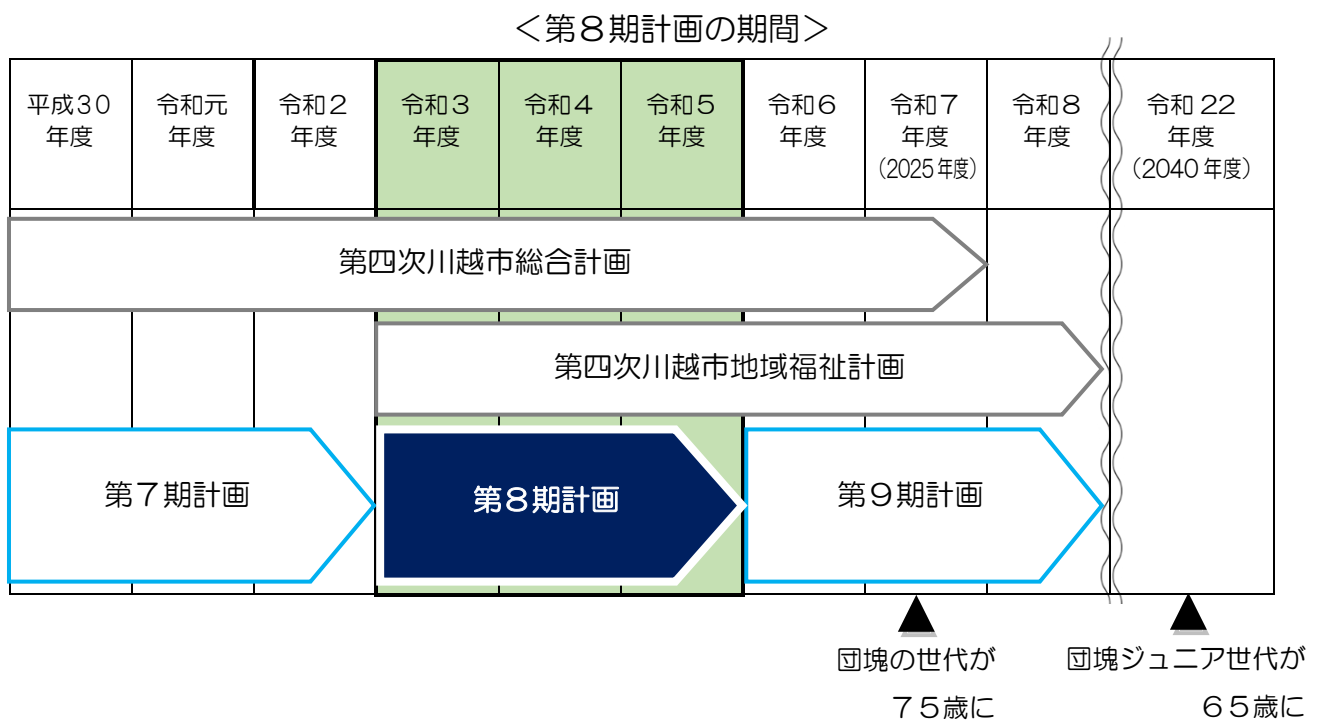 ＜第８期計画の期間＞
平成３０
年度
令和元
年度
令和２
年度
令和３
年度
令和４
年度
令和５
年度
令和６
年度
令和７
年度
（2025年度）
令和８
年度
令和 22
年度
（2040 年度）
第四次川越市総合計画
第四次川越市地域福祉計画
第７期計画
第８期計画
第９期計画
団塊の世代が
７５歳に
団塊ジュニア世代が
６５歳に